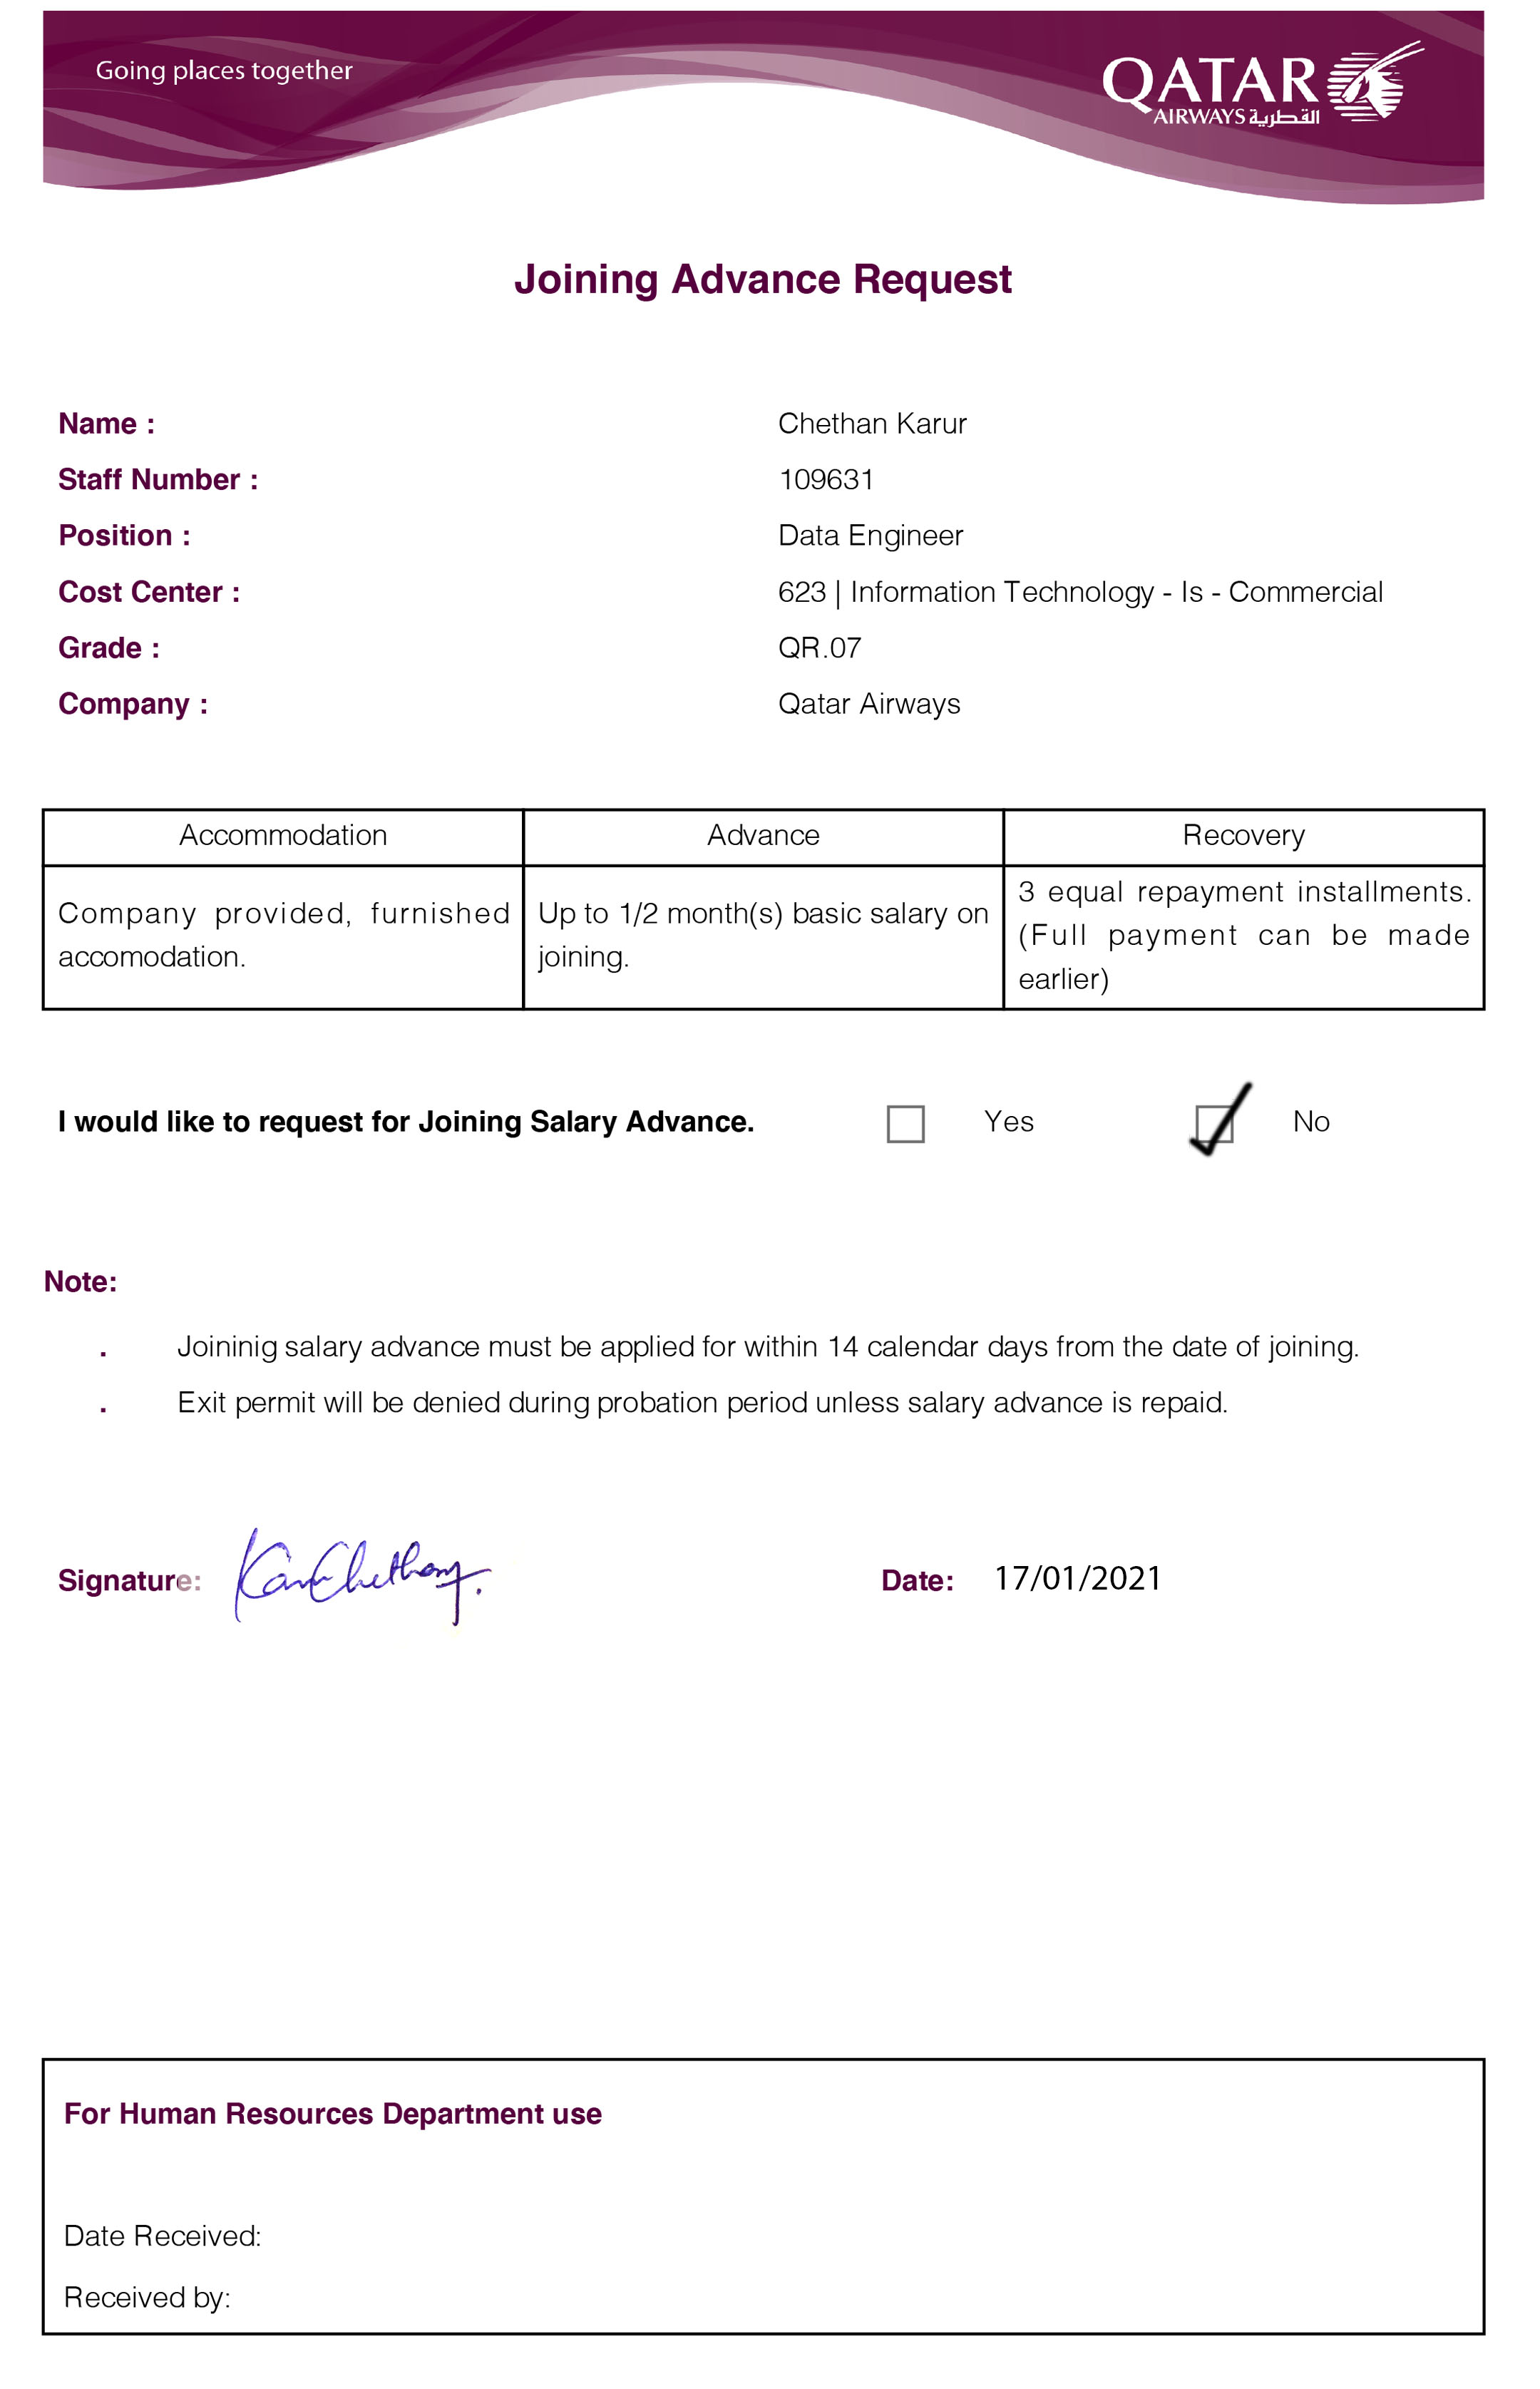 Going places together
QATAR
AIRWAYS القطرية
Joining Advance Request
Name : Chethan Karur
Staff Number : 109631
Position : Data Engineer
Cost Center : 623 | Information Technology - Is - Commercial
Grade : QR.07
Company : Qatar Airways
Accommodation Advance Recovery
Company provided, furnished accomodation.
Up to 1/2 month(s) basic salary on joining.
3 equal repayment installments. (Full payment can be made earlier)
I would like to request for Joining Salary Advance. Yes No
Note:
. Joininig salary advance must be applied for within 14 calendar days from the date of joining.
. Exit permit will be denied during probation period unless salary advance is repaid.
Signature: KarurChethan. Date: 17/01/2021
For Human Resources Department use
Date Received:
Received by: